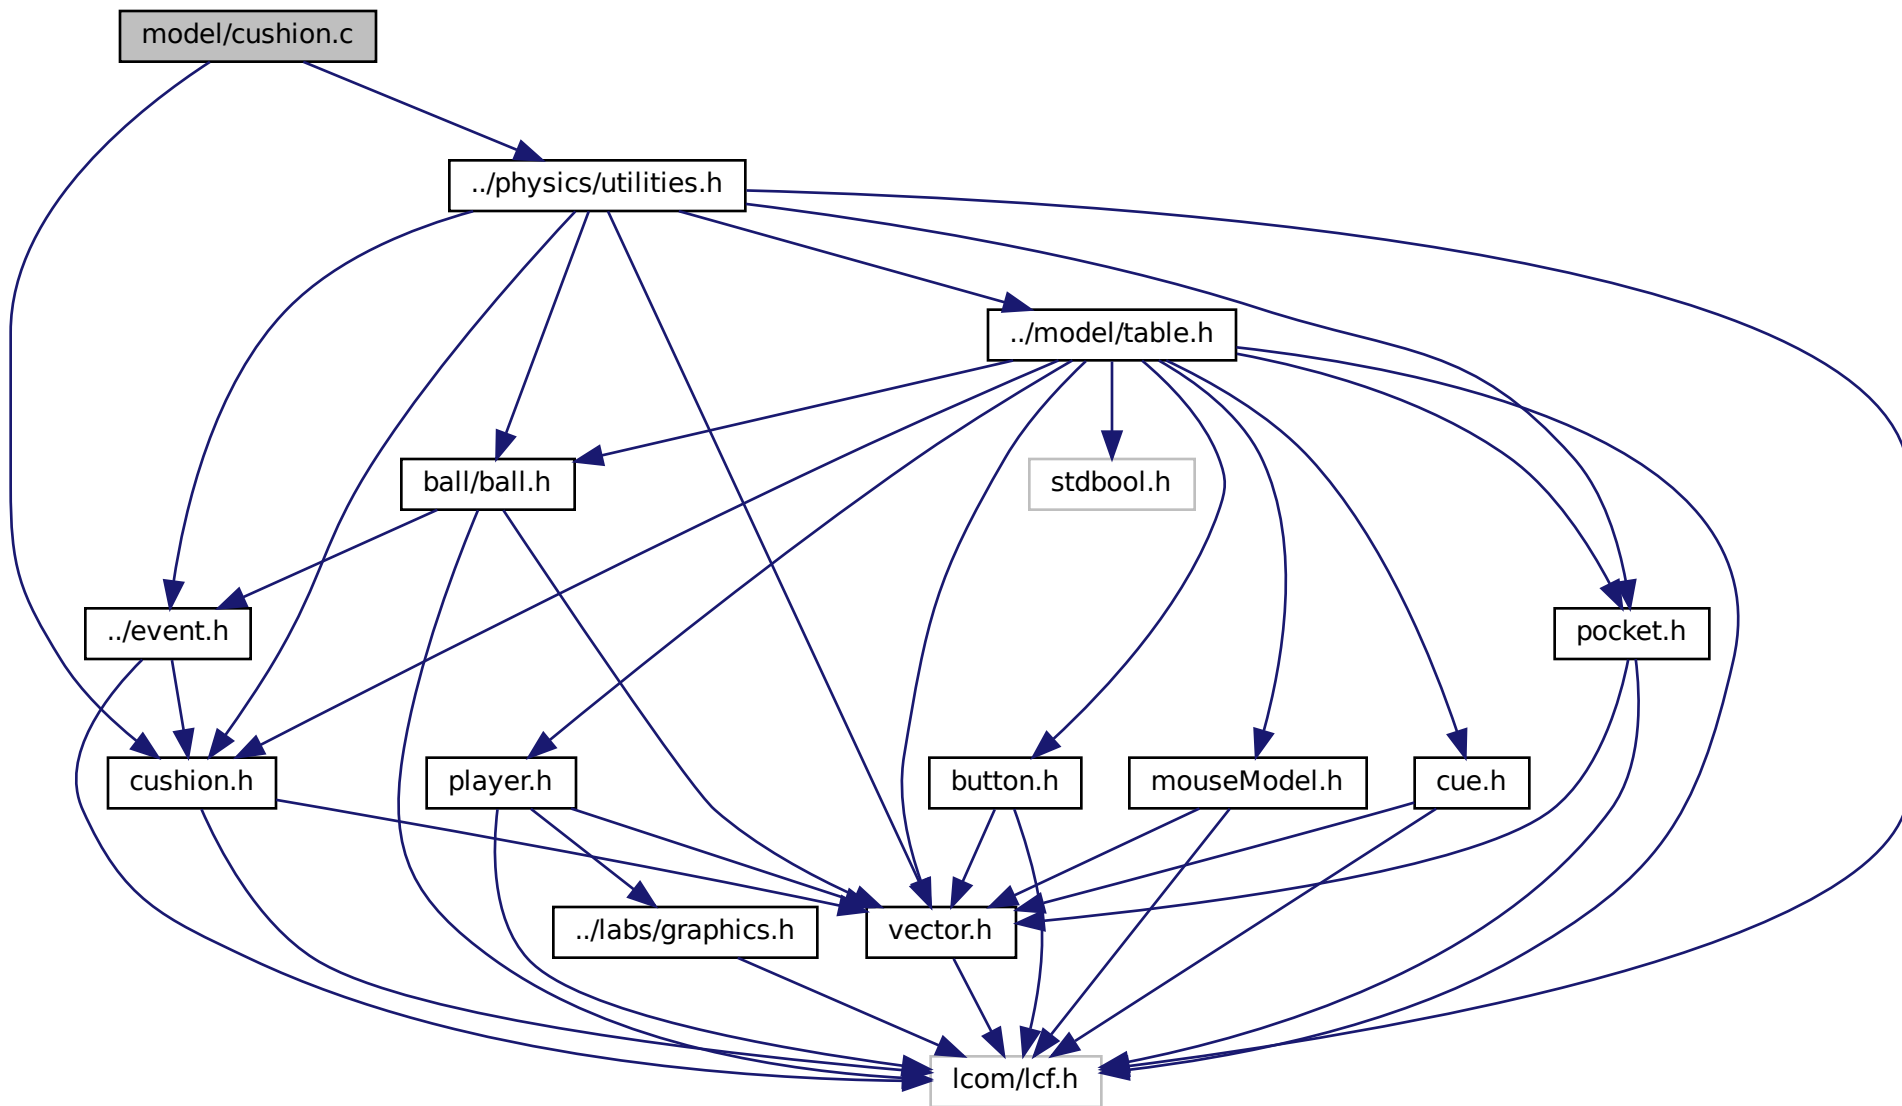 model/cushion.c
../physics/utilities.h
../model/table.h
ball/ball.h
stdbool.h
../event.h
pocket.h
cushion.h
player.h
button.h
mouseModel.h
cue.h
../labs/graphics.h
vector.h
lcom/lcf.h